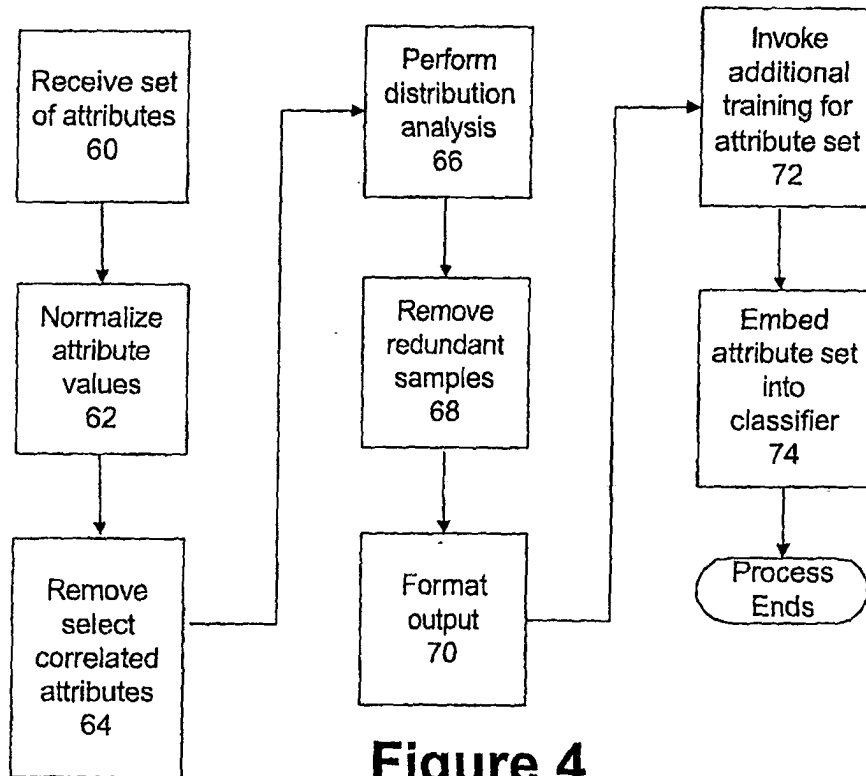 Receive set
of attributes
60
Normalize
attribute
values
62
Remove
select
correlated
attributes
64
Perform
distribution
analysis
66
Remove
redundant
samples
68
Format
output
70
Invoke
additional
training for
attribute set
72
Embed
attribute set
into
classifier
74
Process
Ends
Figure 4